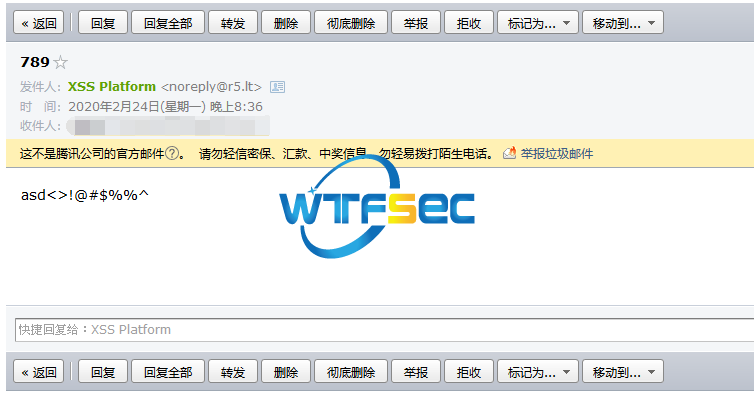 « 返回 回复 回复全部 转发 删除 彻底删除 举报 拒收 标记为... 移动到...
789
发件人: XSS Platform <noreply@r5.lt>
时 间: 2020年2月24日(星期一) 晚上8:36
收件人:
这不是腾讯公司的官方邮件?。 请勿轻信密保、汇款、中奖信息，勿轻易拨打陌生电话。 举报垃圾邮件
asd<>!@#$%%^
WTFSEC
快捷回复给：XSS Platform
« 返回 回复 回复全部 转发 删除 彻底删除 举报 拒收 标记为... 移动到...